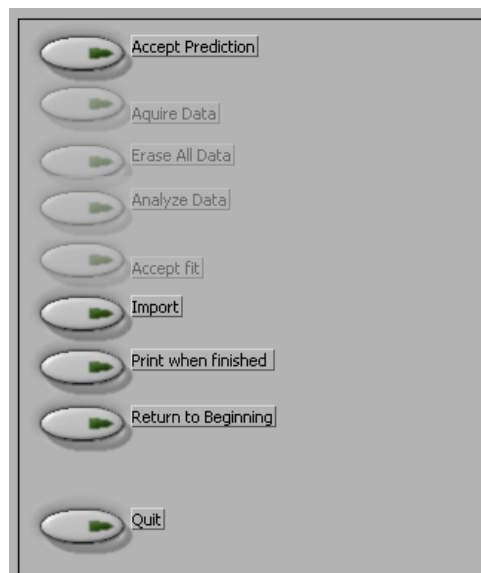 Accept Prediction
Aquire Data
Erase All Data
Analyze Data
Accept fit
Import
Print when finished
Return to Beginning
Quit